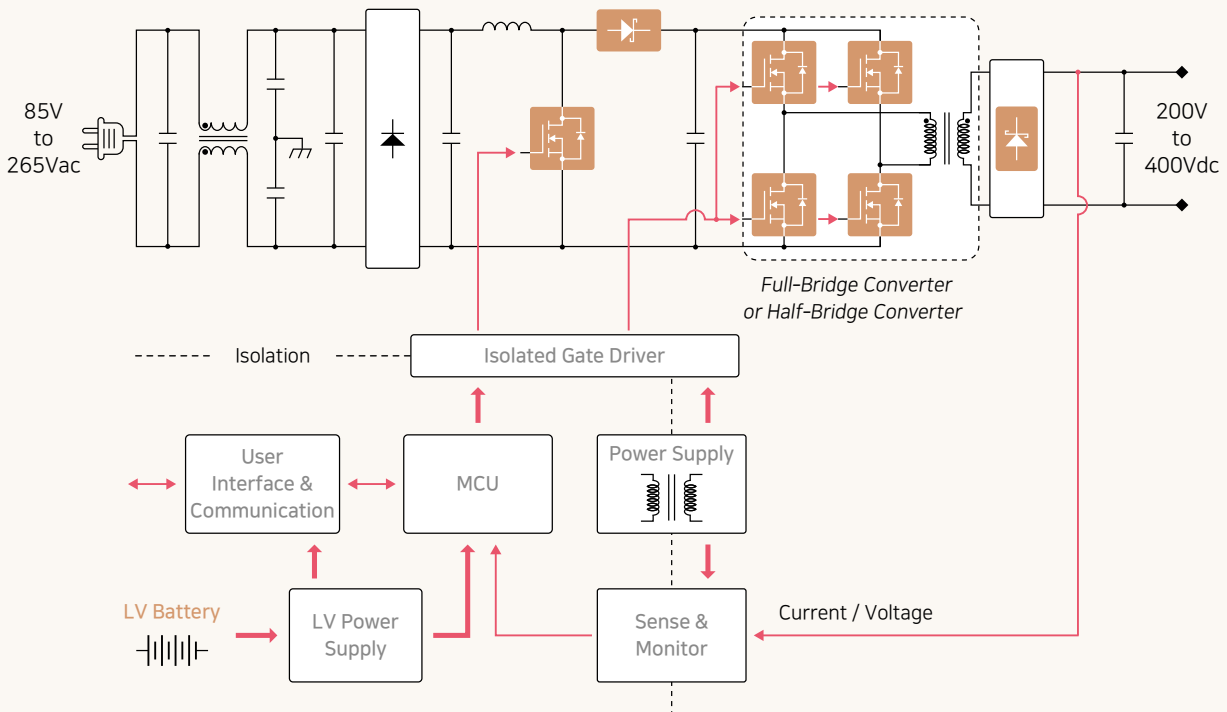 85V
to
265Vac
200V
to
400Vdc
Full-Bridge Converter
or Half-Bridge Converter
Isolation
Isolated Gate Driver
User
Interface &
Communication
MCU
Power Supply
LV Battery
LV Power
Supply
Sense &
Monitor
Current / Voltage